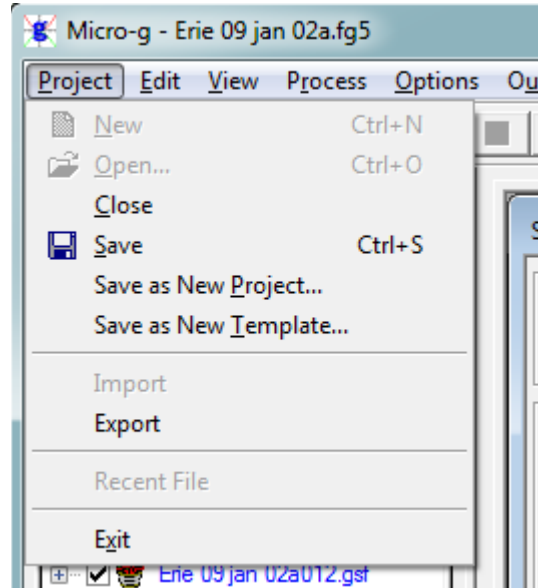 Micro-g - Erie 09 jan 02a.fg5
Project Edit View Process Options Ou
New Ctrl+N
Open... Ctrl+O
Close
Save Ctrl+S
Save as New Project...
Save as New Template...
Import
Export
Recent File
Exit
Erie 09 jan 02a012.gsf